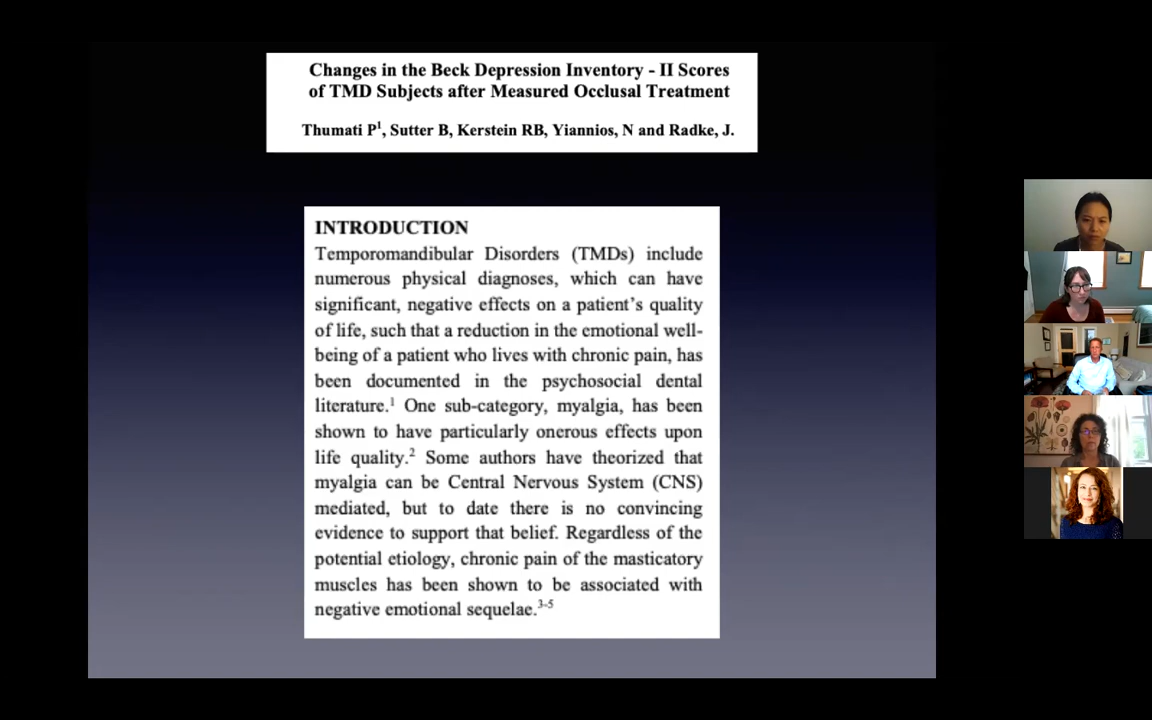 Changes in the Beck Depression Inventory - II Scores
of TMD Subjects after Measured Occlusal Treatment
Thumati P¹, Sutter B, Kerstein RB, Yiannios, N and Radke, J.
INTRODUCTION
Temporomandibular Disorders (TMDs) include
numerous physical diagnoses, which can have
significant, negative effects on a patient's quality
of life, such that a reduction in the emotional well-
being of a patient who lives with chronic pain, has
been documented in the psychosocial dental
literature.¹ One sub-category, myalgia, has been
shown to have particularly onerous effects upon
life quality.² Some authors have theorized that
myalgia can be Central Nervous System (CNS)
mediated, but to date there is no convincing
evidence to support that belief. Regardless of the
potential etiology, chronic pain of the masticatory
muscles has been shown to be associated with
negative emotional sequelae.³⁻⁵